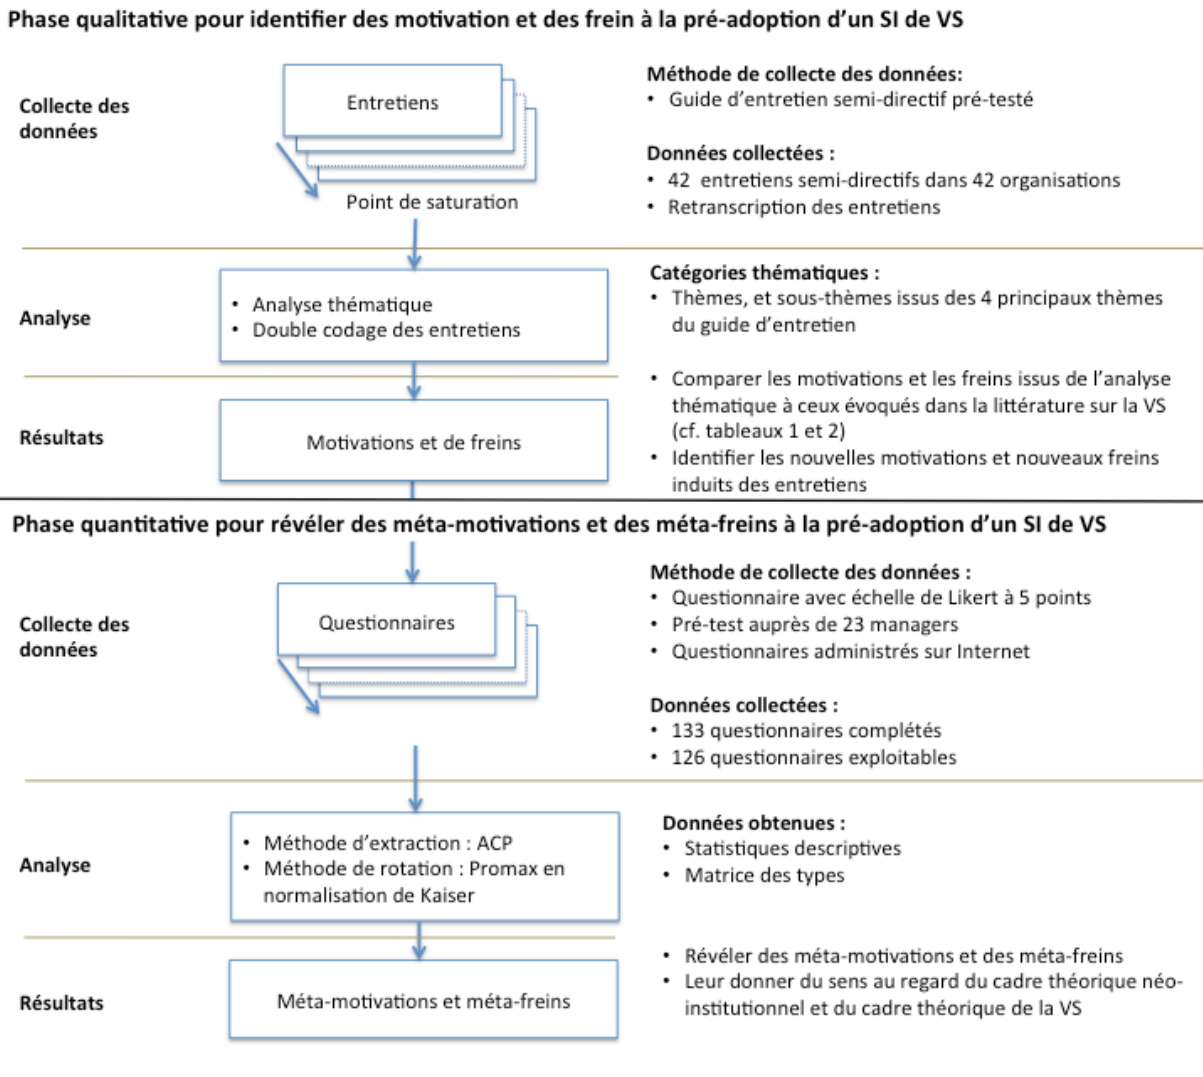 Phase qualitative pour identifier des motivation et des frein à la pré-adoption d'un SI de VS
Collecte des
données
Entretiens
Point de saturation
Méthode de collecte des données:
• Guide d'entretien semi-directif pré-testé
Données collectées :
• 42 entretiens semi-directifs dans 42 organisations
• Retranscription des entretiens
Analyse
• Analyse thématique
• Double codage des entretiens
Catégories thématiques :
• Thèmes, et sous-thèmes issus des 4 principaux thèmes
du guide d'entretien
Résultats
Motivations et de freins
• Comparer les motivations et les freins issus de l'analyse
thématique à ceux évoqués dans la littérature sur la VS
(cf. tableaux 1 et 2)
• Identifier les nouvelles motivations et nouveaux freins
induits des entretiens
Phase quantitative pour révéler des méta-motivations et des méta-freins à la pré-adoption d'un SI de VS
Collecte des
données
Questionnaires
Méthode de collecte des données :
• Questionnaire avec échelle de Likert à 5 points
• Pré-test auprès de 23 managers
• Questionnaires administrés sur Internet
Données collectées :
• 133 questionnaires complétés
• 126 questionnaires exploitables
Analyse
• Méthode d'extraction : ACP
• Méthode de rotation : Promax en
normalisation de Kaiser
Données obtenues :
• Statistiques descriptives
• Matrice des types
Résultats
Méta-motivations et méta-freins
• Révéler des méta-motivations et des méta-freins
• Leur donner du sens au regard du cadre théorique néo-
institutionnel et du cadre théorique de la VS